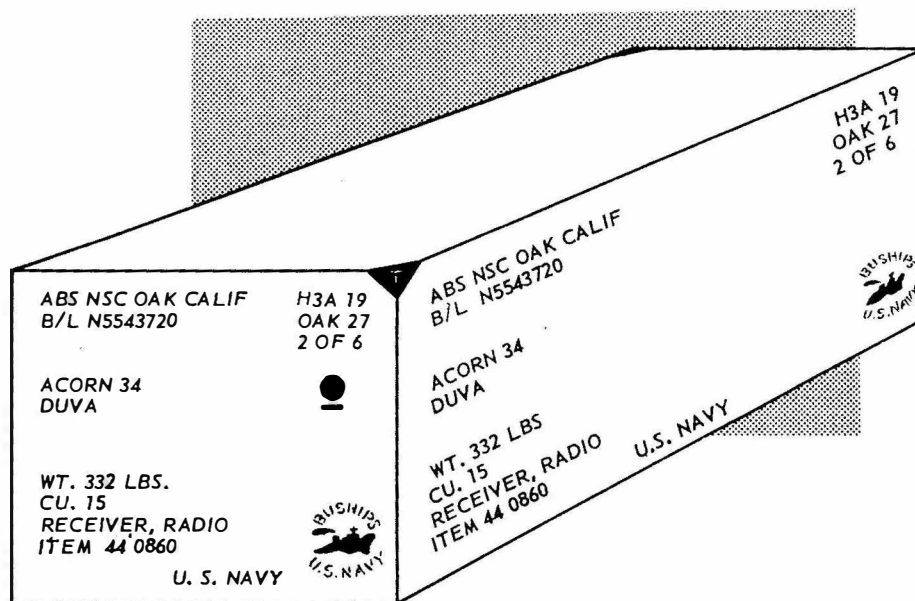 ABS NSC OAK CALIF
B/L N5543720
H3A 19
OAK 27
2 OF 6
ACORN 34
DUVA
WT. 332 LBS.
CU. 15
RECEIVER, RADIO
ITEM 44 0860
BUSHIPS
U.S. NAVY
U. S. NAVY
T
ABS NSC OAK CALIF
B/L N5543720
H3A 19
OAK 27
2 OF 6
ACORN 34
DUVA
WT. 332 LBS
CU. 15
RECEIVER, RADIO
ITEM 44 0860
BUSHIPS
U.S. NAVY
U.S. NAVY